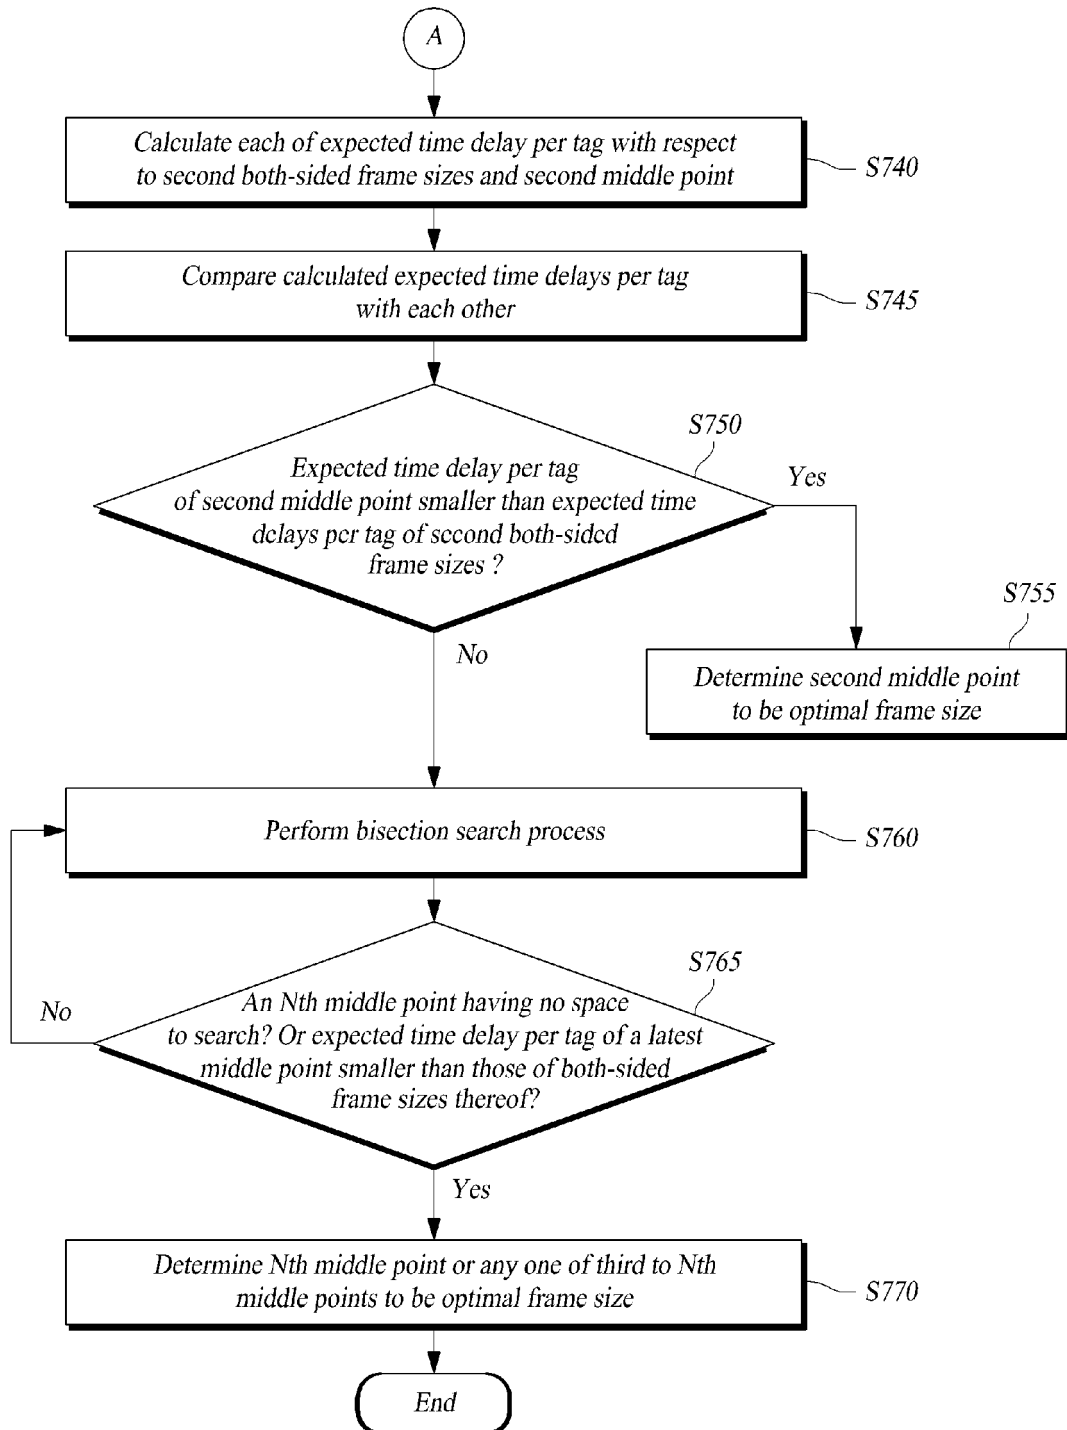 A
Calculate each of expected time delay per tag with respect
to second both-sided frame sizes and second middle point
S740
Compare calculated expected time delays per tag
with each other
S745
S750
Expected time delay per tag
of second middle point smaller than expected time
delays per tag of second both-sided
frame sizes ?
Yes
No
S755
Determine second middle point
to be optimal frame size
Perform bisection search process
S760
S765
An Nth middle point having no space
to search? Or expected time delay per tag of a latest
middle point smaller than those of both-sided
frame sizes thereof?
No
Yes
Determine Nth middle point or any one of third to Nth
middle points to be optimal frame size
S770
End